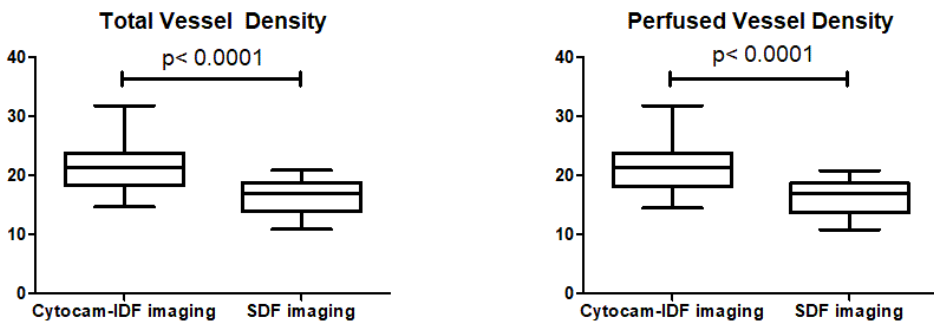 Total Vessel Density
p< 0.0001
40
30
20
10
0
Cytocam-IDF imaging SDF imaging
Perfused Vessel Density
p< 0.0001
40
30
20
10
0
Cytocam-IDF imaging SDF imaging